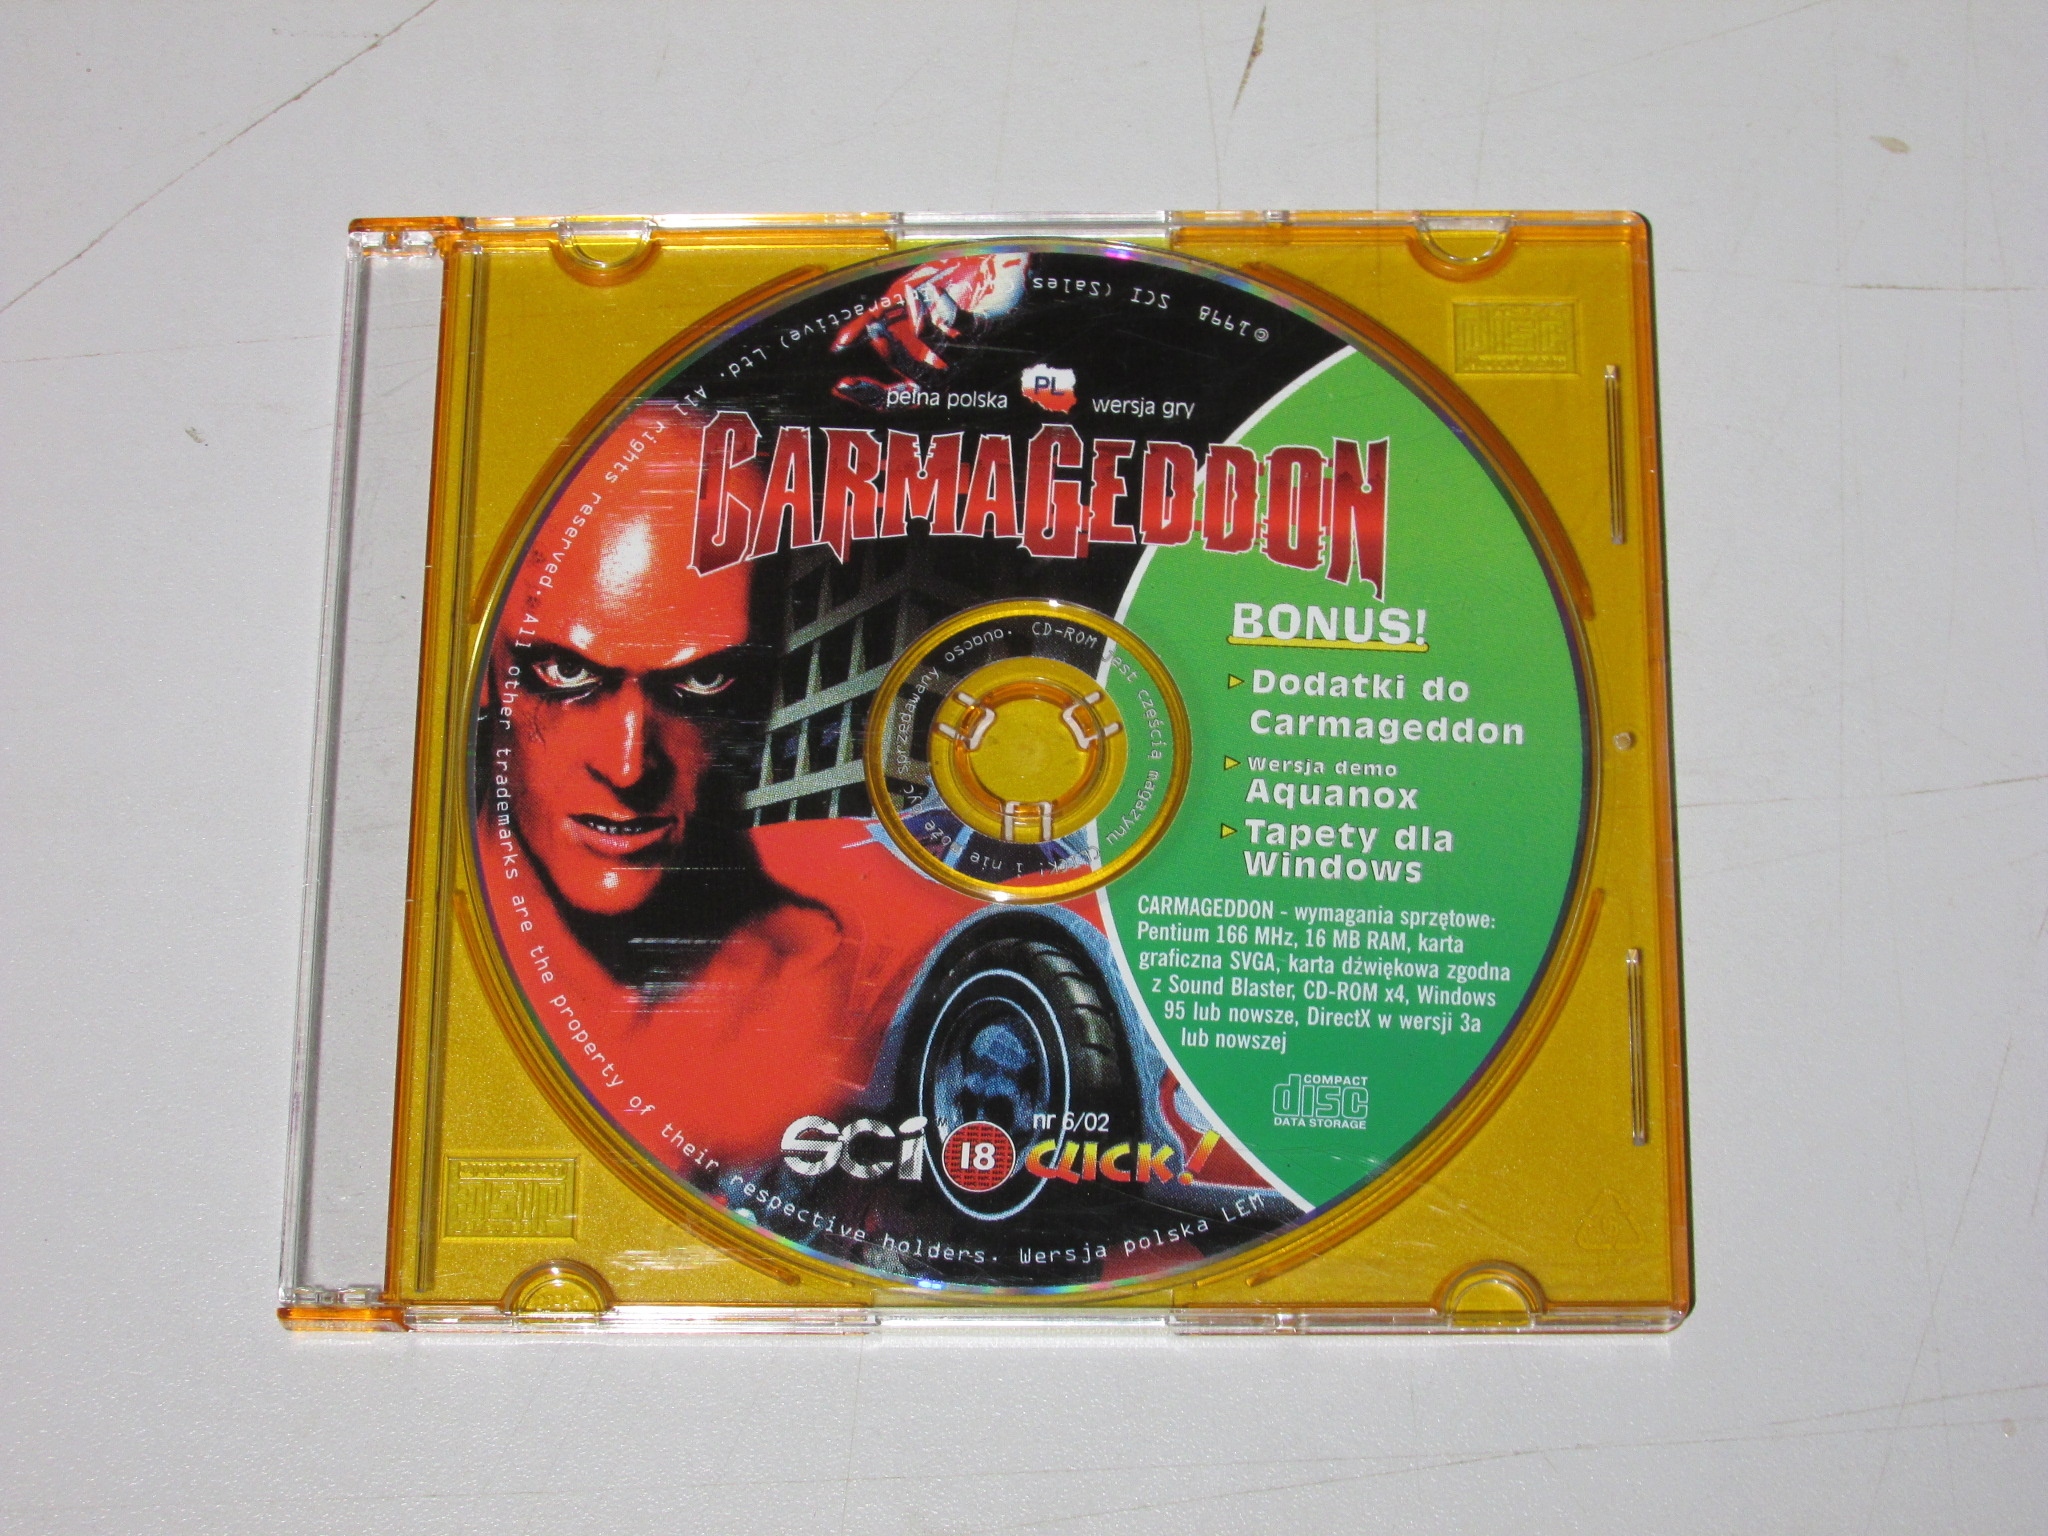 pełna polska PL wersja gry
CARMAGEDDON
BONUS!
Dodatki do
Carmageddon
wersja demo
Aquanox
Tapety dla
Windows
CARMAGEDDON - wymagania sprzętowe:
Pentium 166 MHz, 16 MB RAM, karta
graficzna SVGA, karta dźwiękowa zgodna
z Sound Blaster, CD-ROM x4, Windows
95 lub nowsze, DirectX w wersji 3a
lub nowszej
COMPACT
disc
DATA STORAGE
nr 6/02
SCi 18 CLICK!
©1998 SCI (Sales Interactive) Ltd. All rights reserved. All other trademarks are the property of their respective holders. Wersja polska LEM
CD-ROM jest częścią magazynu i nie może sprzedawany osobno.